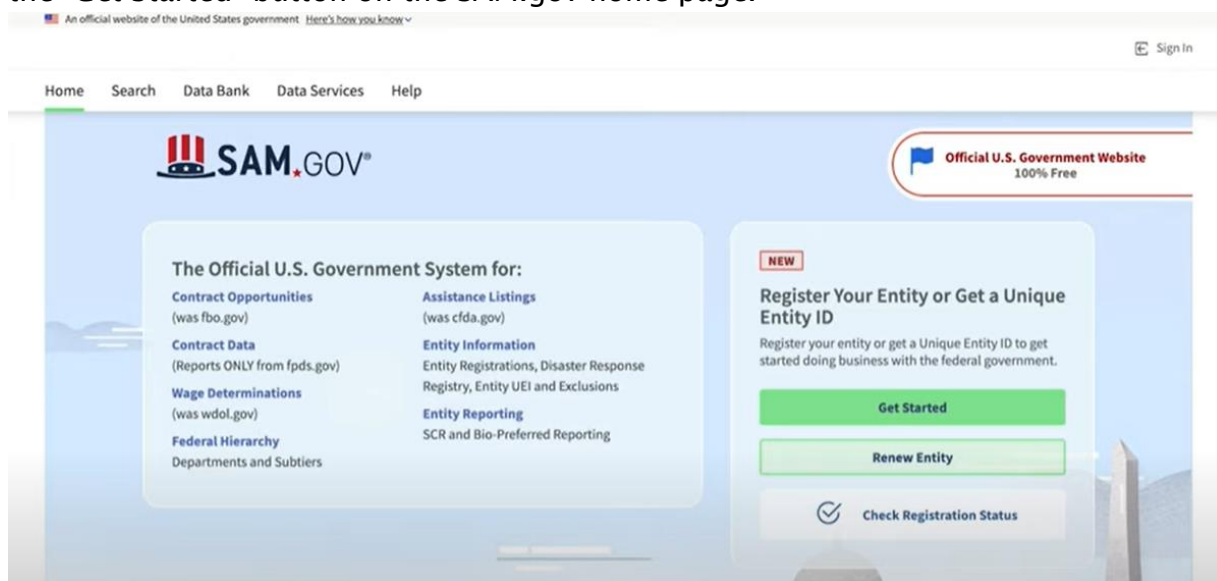 An official website of the United States government Here's how you know
Sign In
Home Search Data Bank Data Services Help
SAM.GOV®
Official U.S. Government Website
100% Free
The Official U.S. Government System for:
Contract Opportunities
(was fbo.gov)
Contract Data
(Reports ONLY from fpds.gov)
Wage Determinations
(was wdol.gov)
Federal Hierarchy
Departments and Subtiers
Assistance Listings
(was cfda.gov)
Entity Information
Entity Registrations, Disaster Response
Registry, Entity UEI and Exclusions
Entity Reporting
SCR and Bio-Preferred Reporting
NEW
Register Your Entity or Get a Unique
Entity ID
Register your entity or get a Unique Entity ID to get
started doing business with the federal government.
Get Started
Renew Entity
Check Registration Status